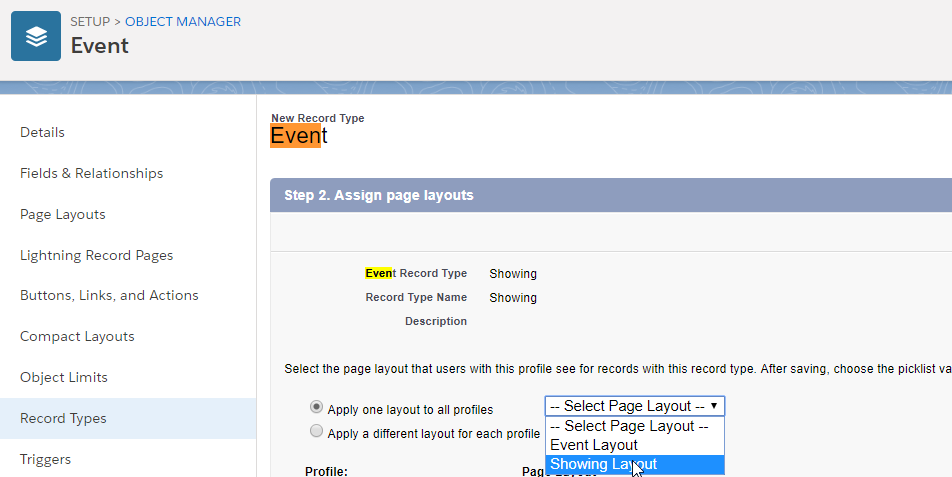 SETUP > OBJECT MANAGER
Event
Details
Fields & Relationships
Page Layouts
Lightning Record Pages
Buttons, Links, and Actions
Compact Layouts
Object Limits
Record Types
Triggers
New Record Type
Event
Step 2. Assign page layouts
Event Record Type Showing
Record Type Name Showing
Description
Select the page layout that users with this profile see for records with this record type. After saving, choose the picklist va
Apply one layout to all profiles -- Select Page Layout --
-- Select Page Layout --
Apply a different layout for each profile Event Layout
Showing Layout
Profile: